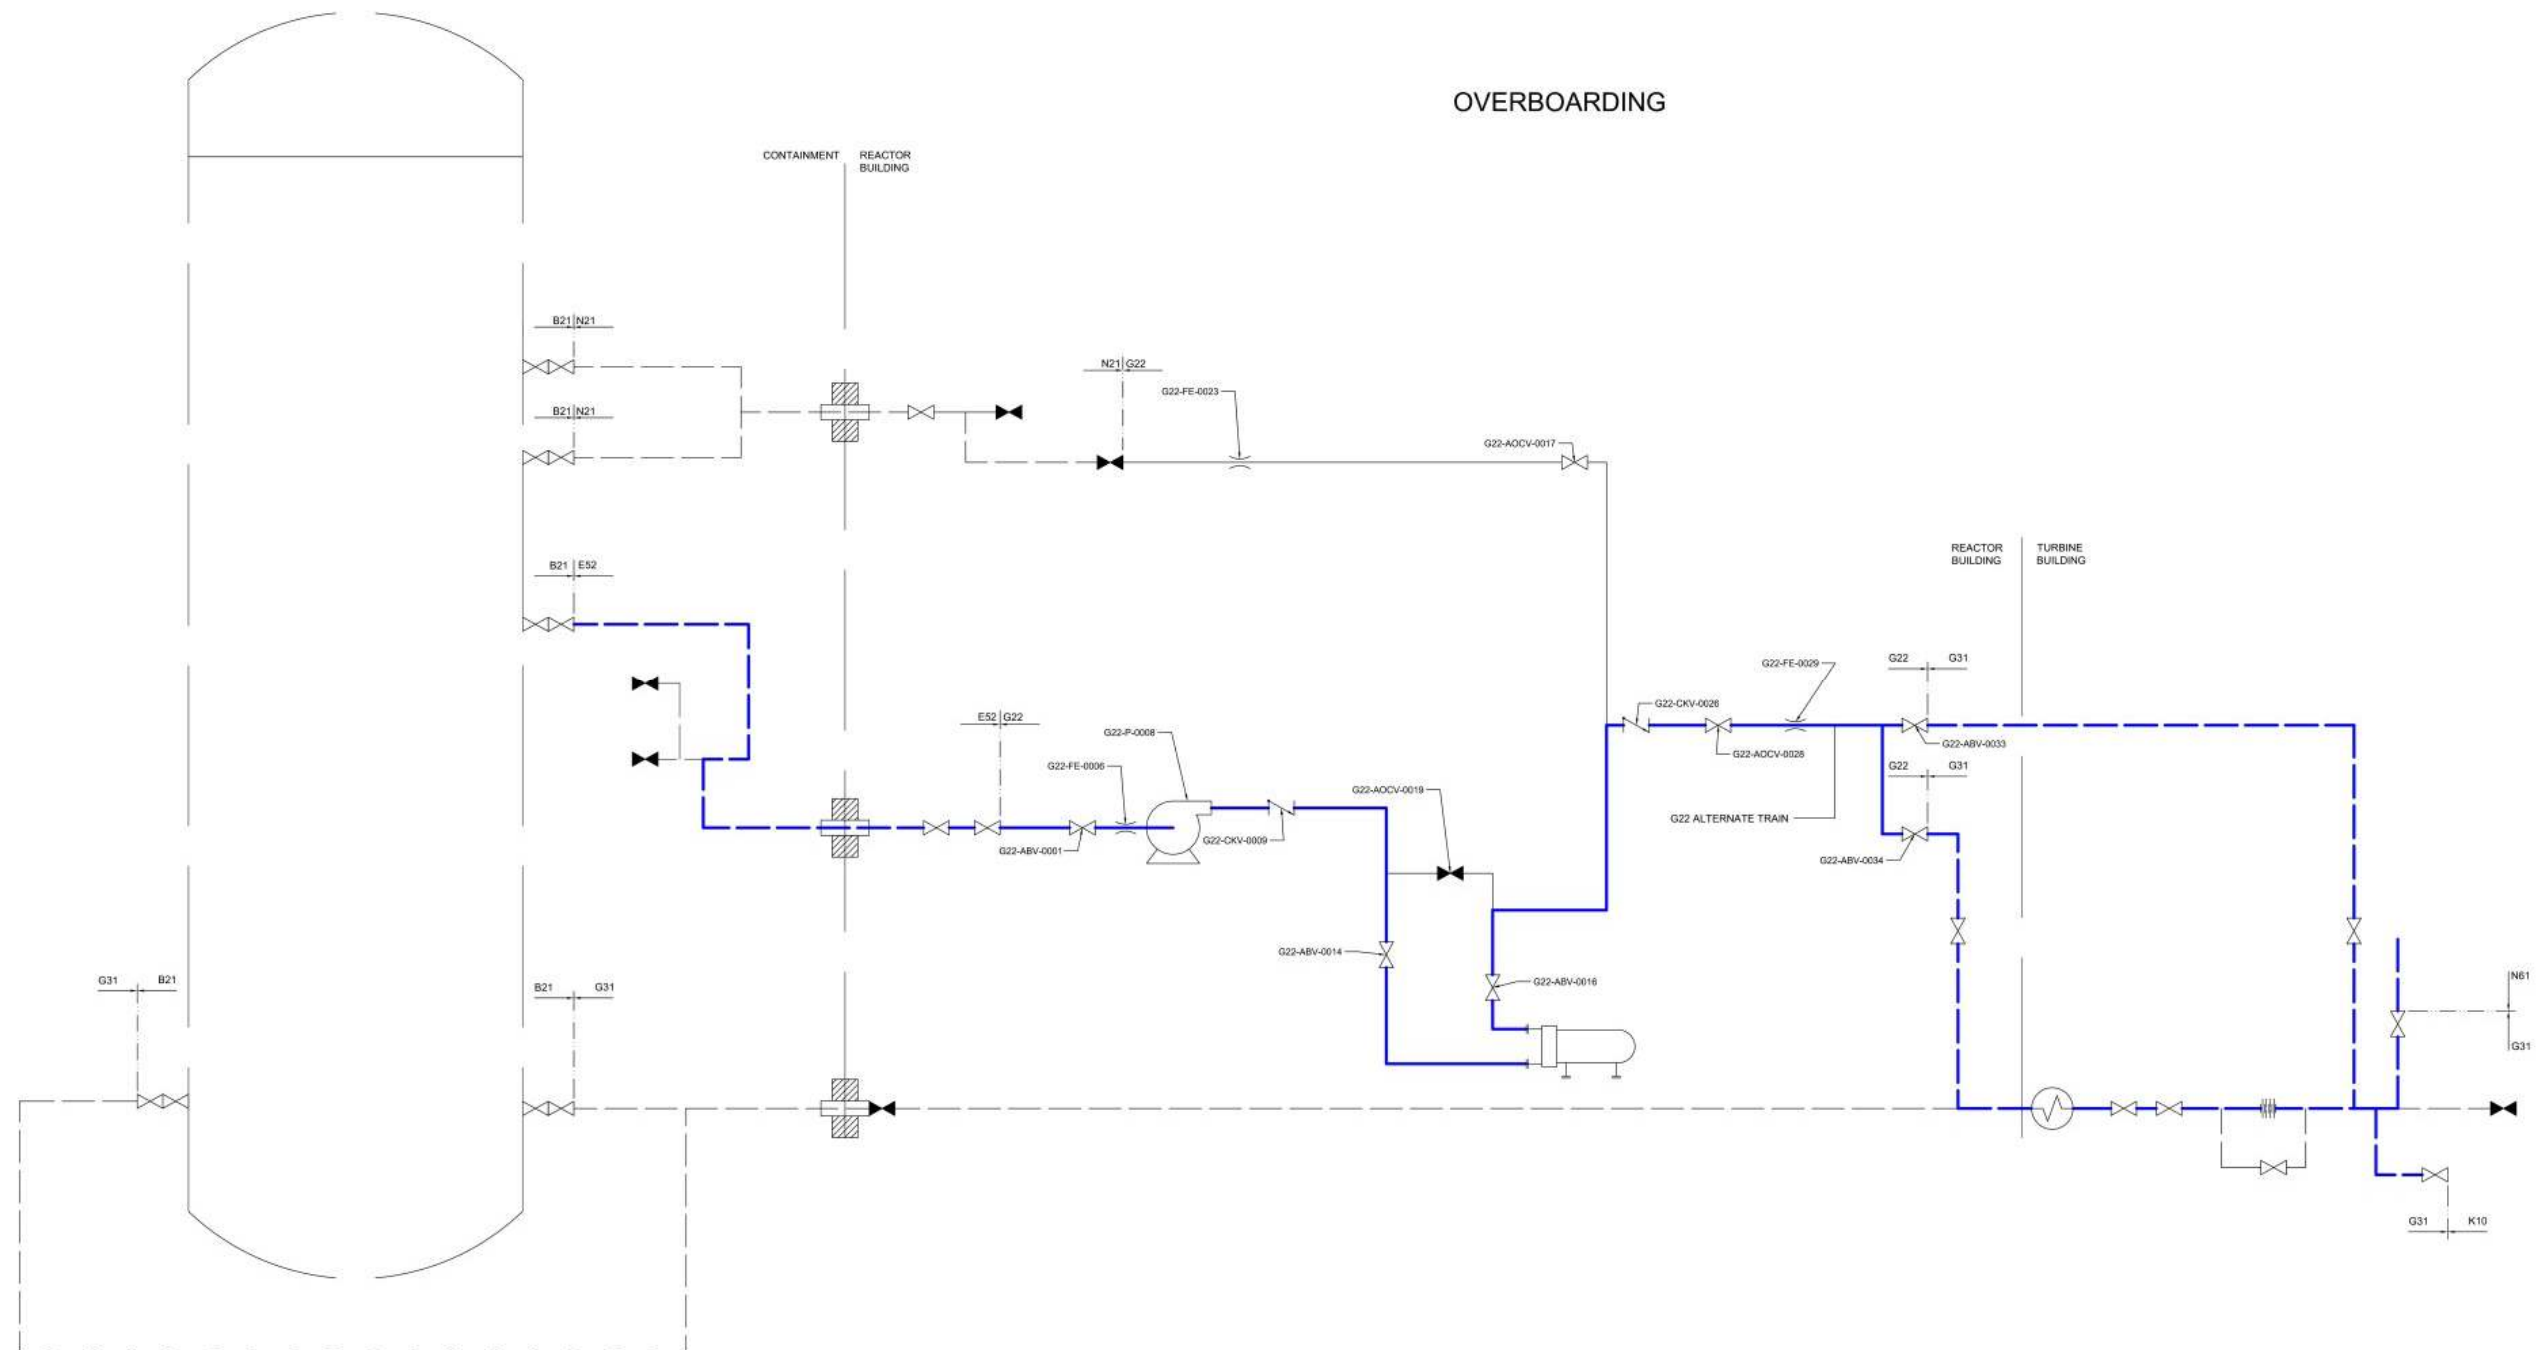 OVERBOARDING
CONTAINMENT
REACTOR
BUILDING
B21 N21
N21 G22
G22-FE-0023
B21 N21
G22-AOCV-0017
REACTOR
BUILDING
TURBINE
BUILDING
B21 E52
G22 G31
G22-FE-0029
G22-CKV-0026
E52 G22
G22-P-0008
G22-ABV-0033
G22-AOCV-0028
G22-FE-0006
G22 G31
G22-AOCV-0019
G22 ALTERNATE TRAIN
G22-CKV-0009
G22-ABV-0001
G22-ABV-0034
G22-ABV-0014
G31 B21
N61
G22-ABV-0016
B21 G31
G31
G31 K10